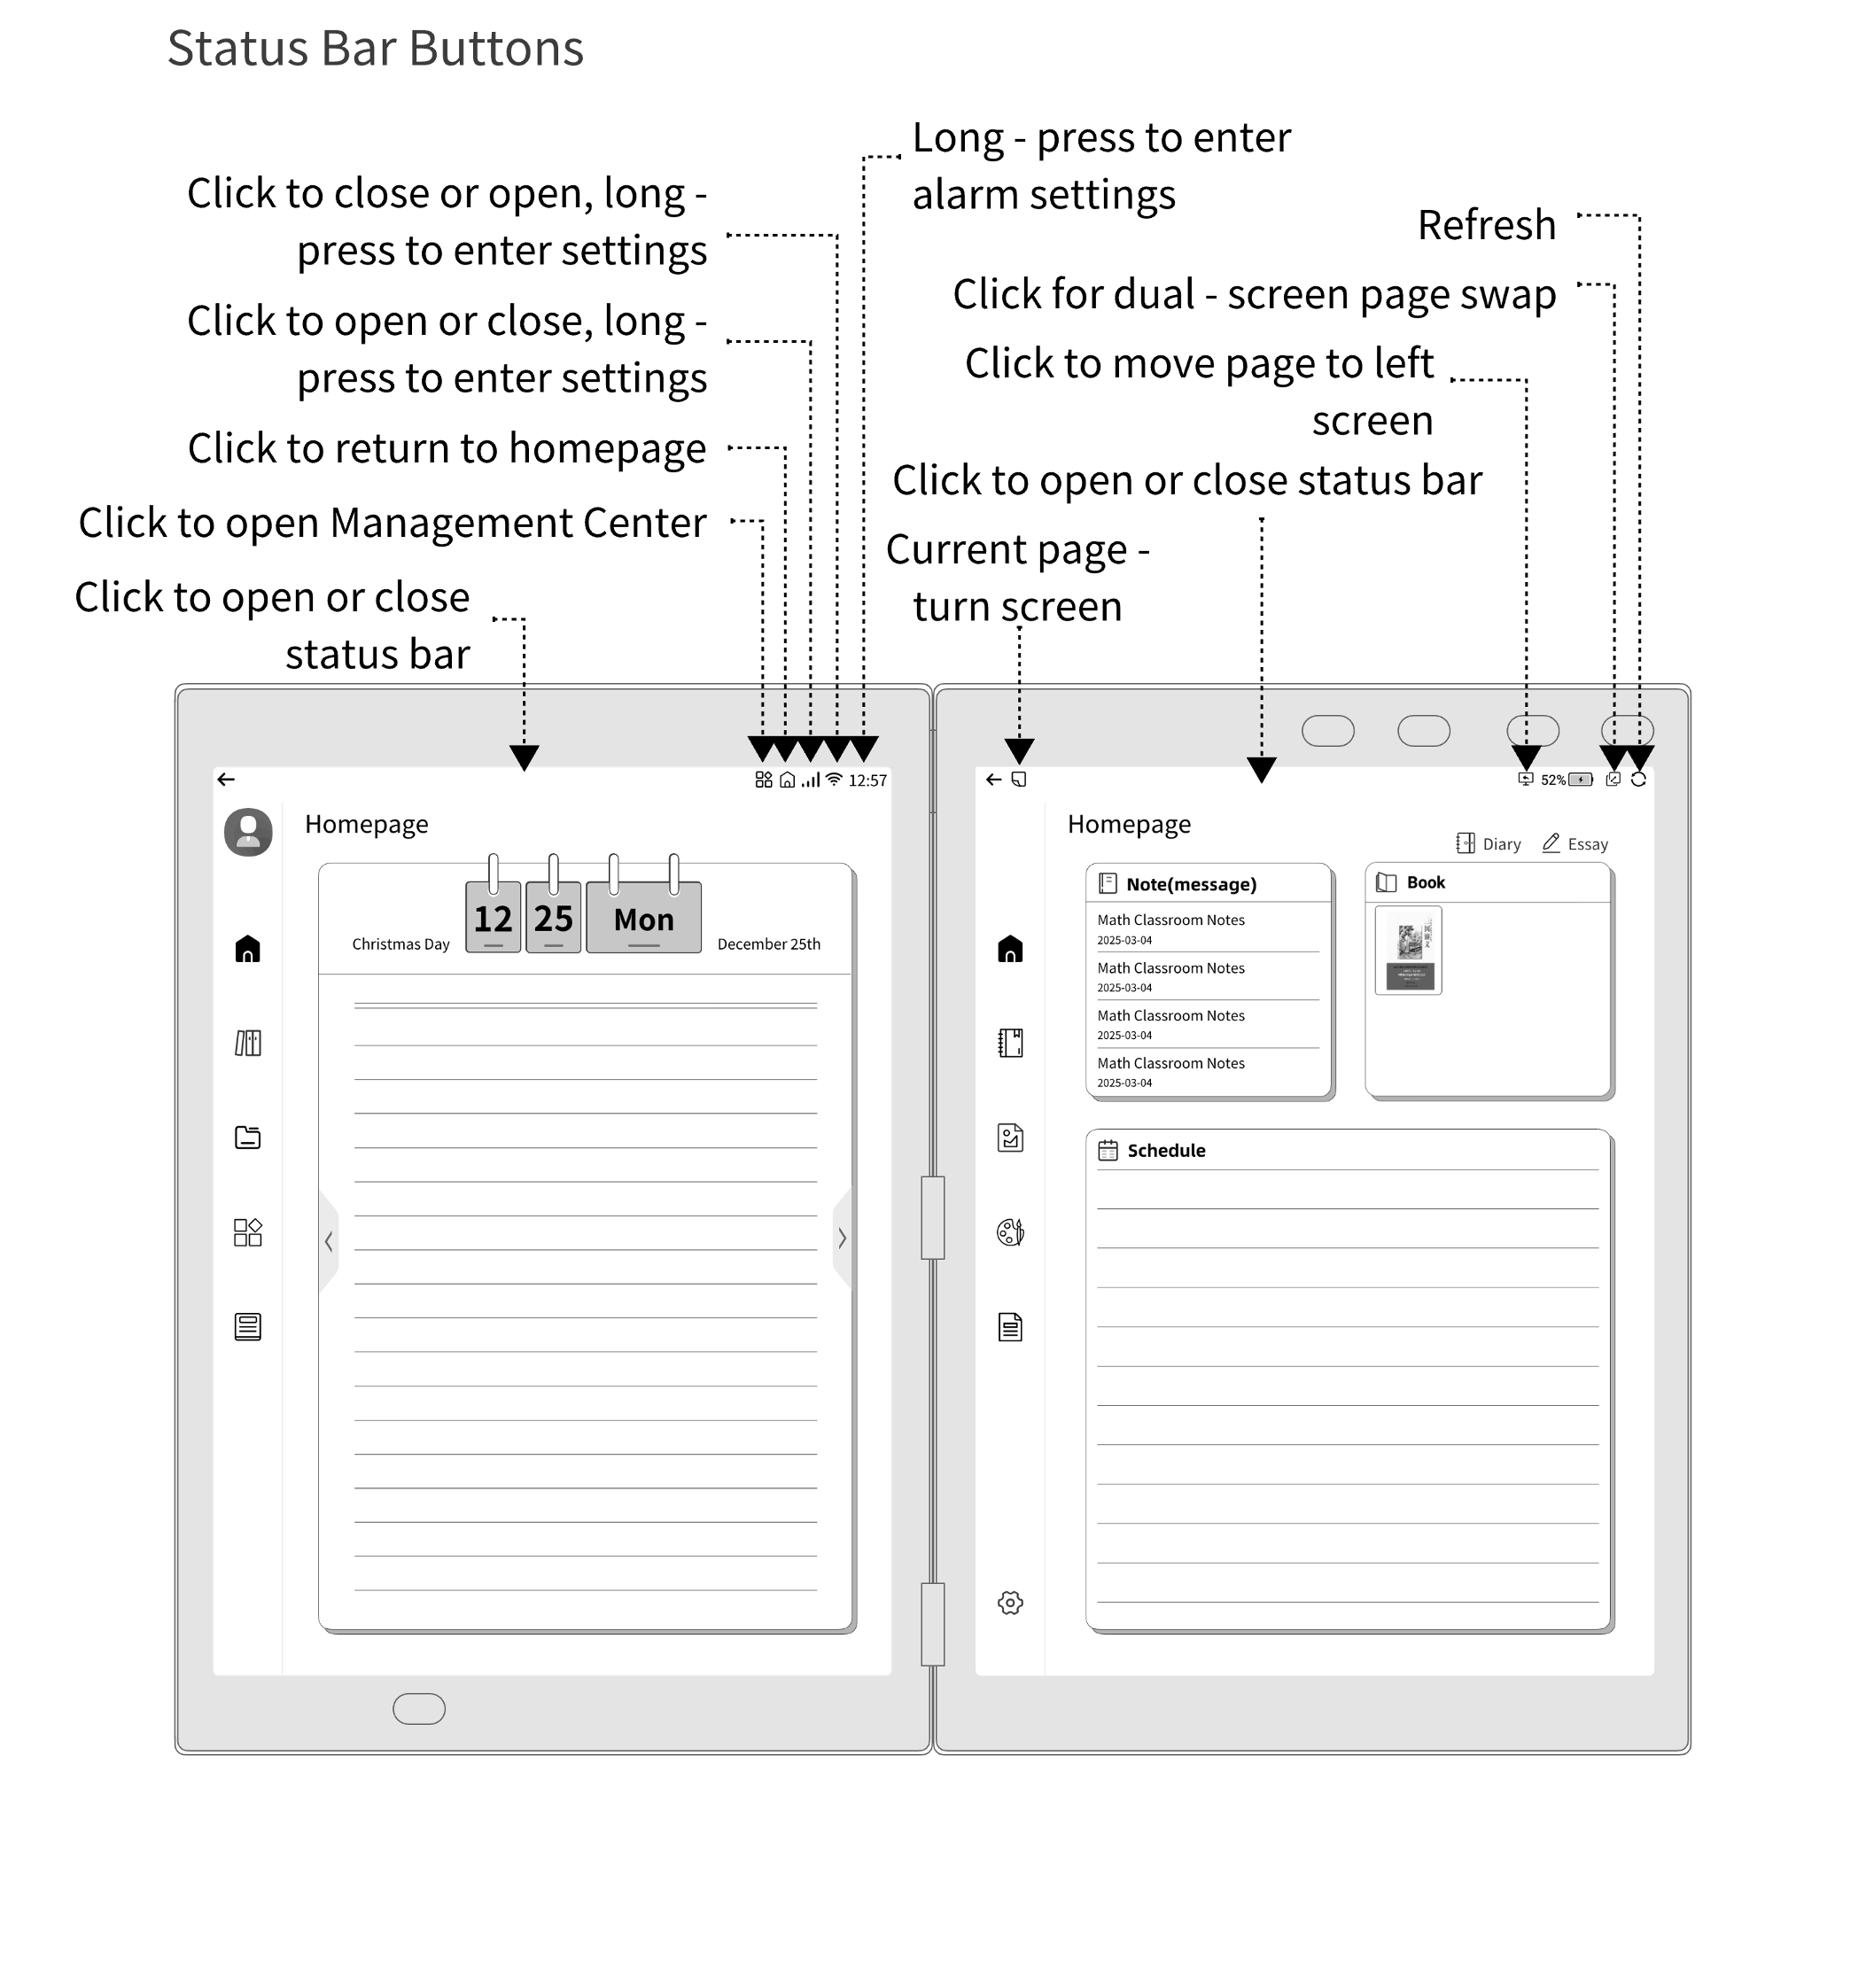 Status Bar Buttons
Long - press to enter
alarm settings
Click to close or open, long -
press to enter settings
Refresh
Click to open or close, long -
press to enter settings
Click for dual - screen page swap
Click to move page to left
screen
Click to return to homepage
Click to open or close status bar
Click to open Management Center
Current page -
turn screen
Click to open or close
status bar
12:57
52%
Homepage
12
25
Mon
Christmas Day
December 25th
Homepage
Diary
Essay
Note(message)
Math Classroom Notes
2025-03-04
Math Classroom Notes
2025-03-04
Math Classroom Notes
2025-03-04
Math Classroom Notes
2025-03-04
Book
Schedule